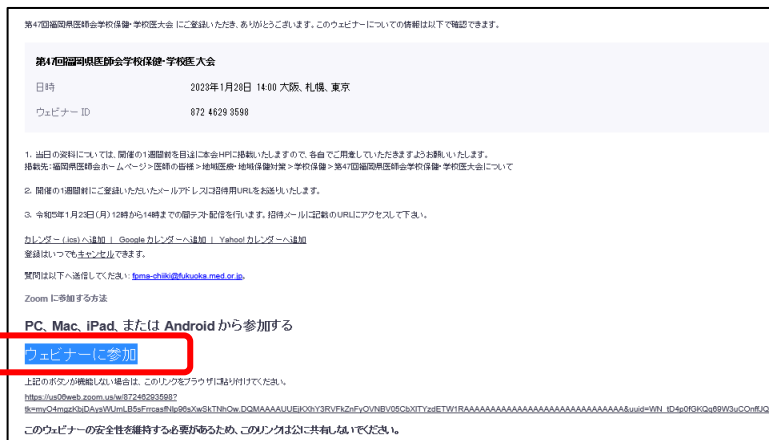 第47回福岡県医師会学校保健・学校医大会 にご登録いただき、ありがとうございます。このウェビナーについての情報は以下で確認できます。
第47回福岡県医師会学校保健・学校医大会
日時 2023年1月28日 14:00 大阪、札幌、東京
ウェビナー ID 872 4629 3598
1. 当日の資料については、開催の1週間前を目途に本会HPに掲載いたしますので、各自でご用意していただきますようお願いいたします。
掲載先：福岡県医師会ホームページ＞医師の皆様＞地域医療・地域保健対策＞学校保健＞第47回福岡県医師会学校保健・学校医大会について
2. 開催の1週間前にご登録いただいたメールアドレスに招待用URLをお送りいたします。
3. 令和5年1月23日(月)12時から14時までの間テスト配信を行います。招待メールに記載のURLにアクセスして下さい。
カレンダー (.ics) へ追加 | Google カレンダーへ追加 | Yahoo! カレンダーへ追加
登録はいつでもキャンセルできます。
質問は以下へ送信してください: fpma-chiiki@fukuoka.med.or.jp。
Zoom に参加する方法
PC、Mac、iPad、または Android から参加する
ウェビナーに参加
上記のボタンが機能しない場合は、このリンクをブラウザに貼り付けてください。
https://us06web.zoom.us/w/87246293598?
このウェビナーの安全性を維持する必要があるため、このリンクは公に共有しないでください。